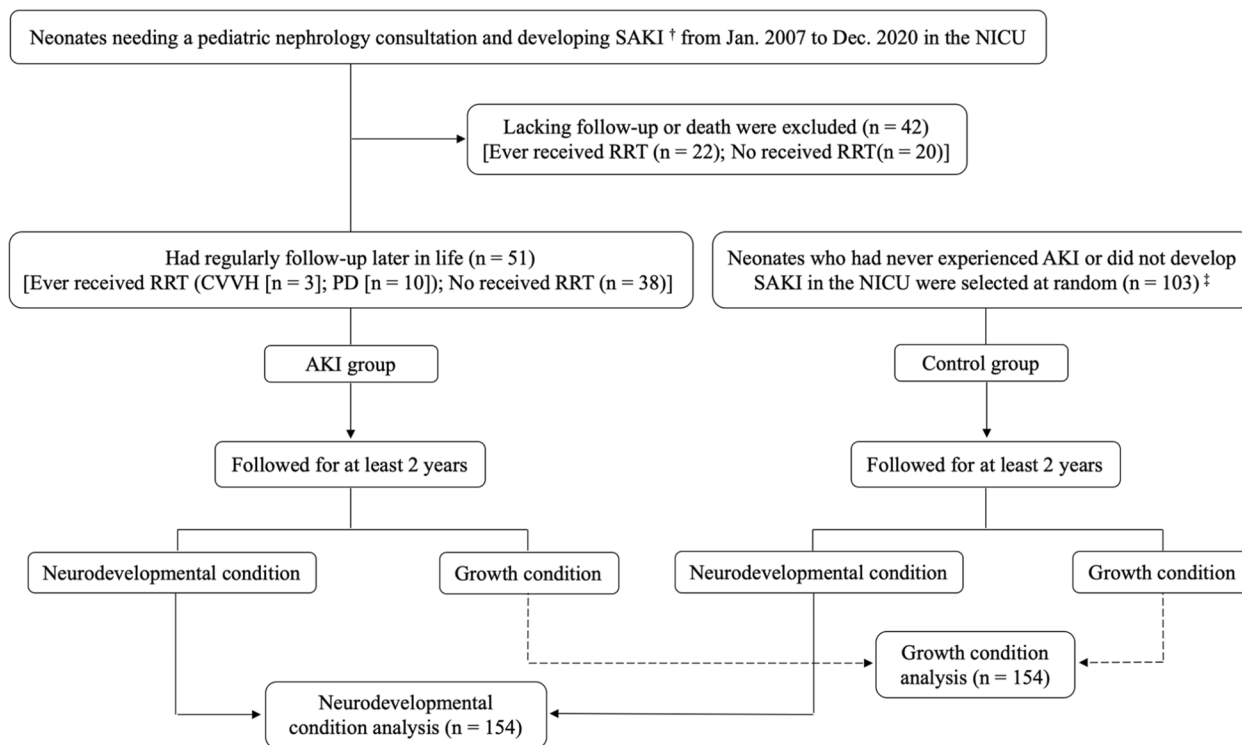 Neonates needing a pediatric nephrology consultation and developing SAKI † from Jan. 2007 to Dec. 2020 in the NICU
Lacking follow-up or death were excluded (n = 42)
[Ever received RRT (n = 22); No received RRT(n = 20)]
Had regularly follow-up later in life (n = 51)
[Ever received RRT (CVVH [n = 3]; PD [n = 10]); No received RRT (n = 38)]
Neonates who had never experienced AKI or did not develop
SAKI in the NICU were selected at random (n = 103) ‡
AKI group
Control group
Followed for at least 2 years
Followed for at least 2 years
Neurodevelopmental condition
Growth condition
Neurodevelopmental condition
Growth condition
Growth condition
analysis (n = 154)
Neurodevelopmental
condition analysis (n = 154)